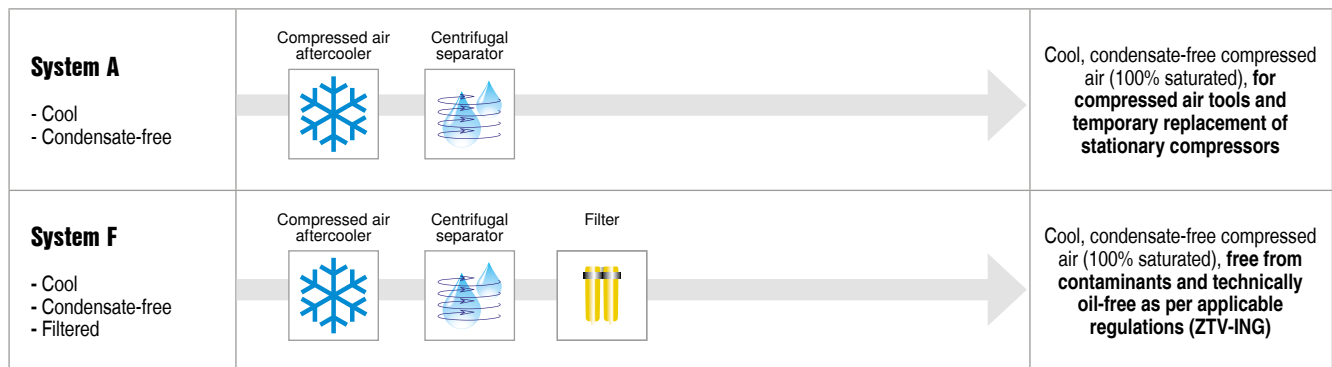 System A
- Cool
- Condensate-free
Compressed air
aftercooler
Centrifugal
separator
Cool, condensate-free compressed
air (100% saturated), for
compressed air tools and
temporary replacement of
stationary compressors
System F
- Cool
- Condensate-free
- Filtered
Compressed air
aftercooler
Centrifugal
separator
Filter
Cool, condensate-free compressed
air (100% saturated), free from
contaminants and technically
oil-free as per applicable
regulations (ZTV-ING)